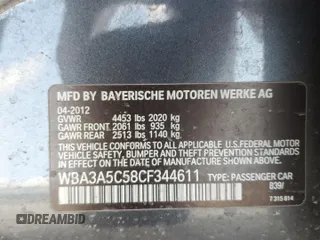 MFD BY BAYERISCHE MOTOREN WERKE AG
04-2012
GVWR 4453 lbs 2020 kg
GAWR FRONT 2061 lbs 935 kg
GAWR REAR 2513 lbs 1140 kg
THIS VEHICLE CONFORMS TO ALL APPLICABLE FEDERAL MOTOR VEHICLE SAFETY, BUMPER, AND THEFT PREVENTION STANDARDS IN EFFECT ON THE DATE OF MANUFACTURE SHOWN ABOVE.
WBA3A5C58CF344611 TYPE: PASSENGER CAR
B39/
7 315 614
DREAMBID